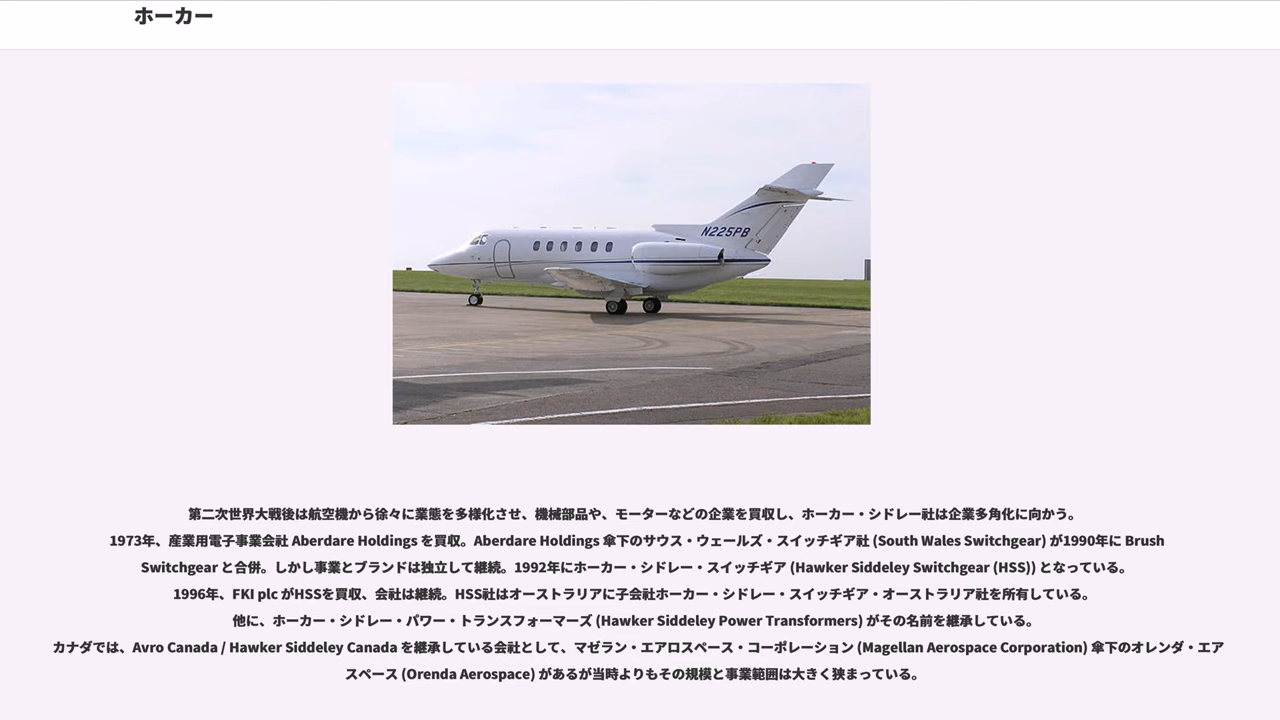 ホーカー
N225PB
第二次世界大戦後は航空機から徐々に業態を多様化させ、機械部品や、モーターなどの企業を買収し、ホーカー・シドレー社は企業多角化に向かう。
1973年、産業用電子事業会社 Aberdare Holdings を買収。Aberdare Holdings 傘下のサウス・ウェールズ・スイッチギア社 (South Wales Switchgear) が1990年に Brush
Switchgear と合併。しかし事業とブランドは独立して継続。1992年にホーカー・シドレー・スイッチギア (Hawker Siddeley Switchgear (HSS)) となっている。
1996年、FKI plc がHSSを買収、会社は継続。HSS社はオーストラリアに子会社ホーカー・シドレー・スイッチギア・オーストラリア社を所有している。
他に、ホーカー・シドレー・パワー・トランスフォーマーズ (Hawker Siddeley Power Transformers) がその名前を継承している。
カナダでは、Avro Canada / Hawker Siddeley Canada を継承している会社として、マゼラン・エアロスペース・コーポレーション (Magellan Aerospace Corporation) 傘下のオレンダ・エア
スペース (Orenda Aerospace) があるが当時よりもその規模と事業範囲は大きく狭まっている。